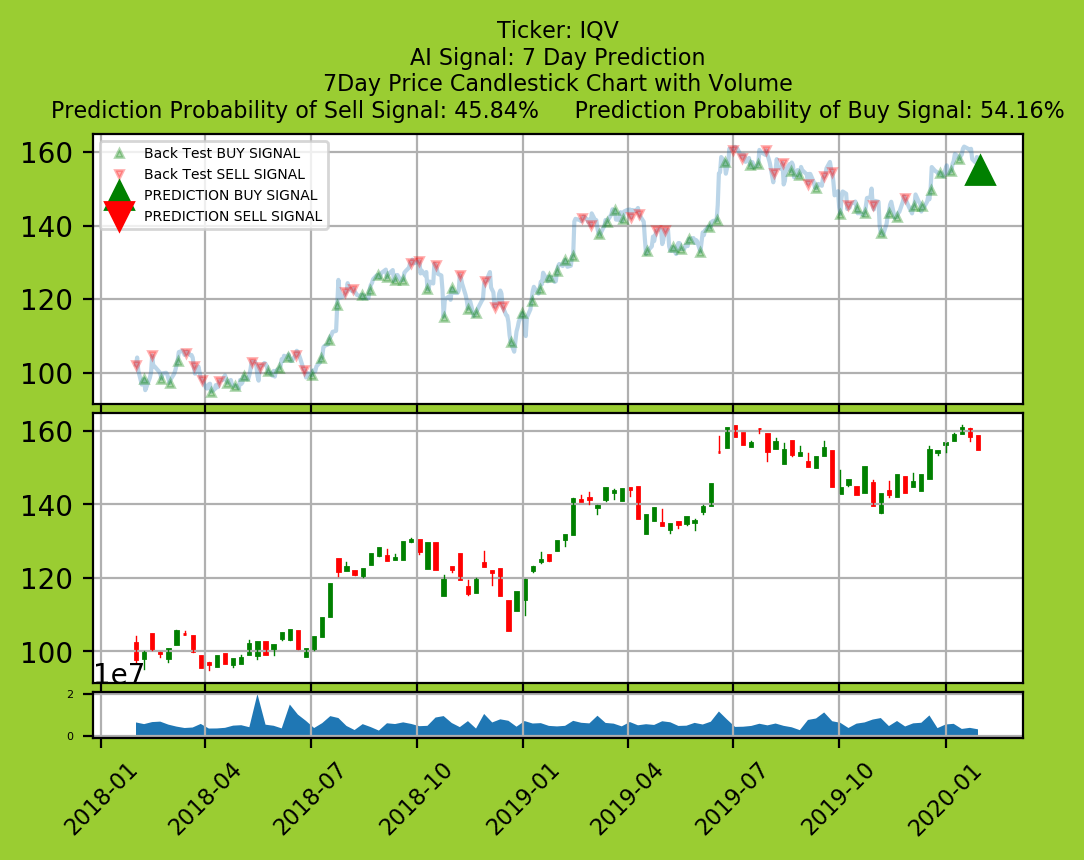 Ticker: IQV
AI Signal: 7 Day Prediction
7Day Price Candlestick Chart with Volume
Prediction Probability of Sell Signal: 45.84% Prediction Probability of Buy Signal: 54.16%
Back Test BUY SIGNAL
Back Test SELL SIGNAL
PREDICTION BUY SIGNAL
PREDICTION SELL SIGNAL
160
140
120
100
160
140
120
100
1e7
2
0
2018-01 2018-04 2018-07 2018-10 2019-01 2019-04 2019-07 2019-10 2020-01